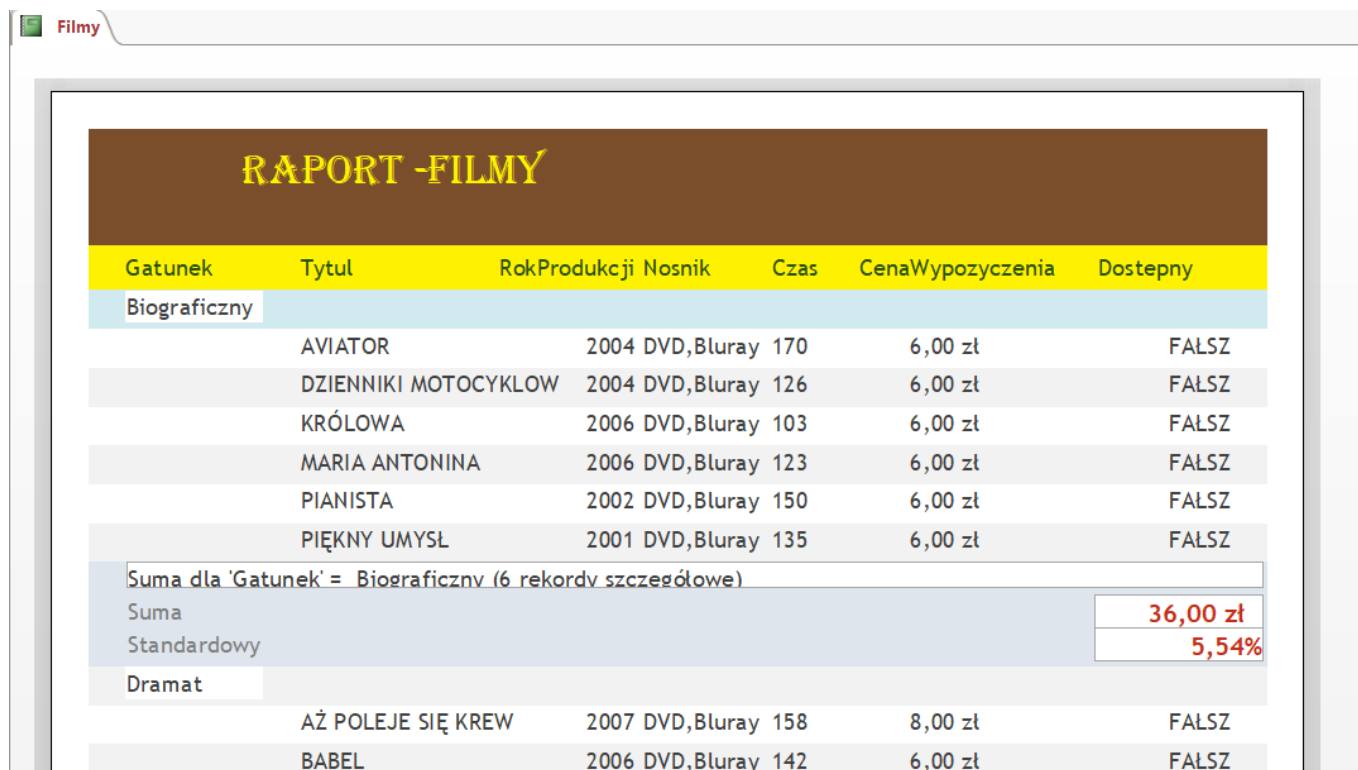 Filmy
RAPORT -FILMY
Gatunek Tytul RokProdukcji Nosnik Czas CenaWypozyczenia Dostepny
Biograficzny
AVIATOR 2004 DVD,Bluray 170 6,00 zł FAŁSZ
DZIENNIKI MOTOCYKLOW 2004 DVD,Bluray 126 6,00 zł FAŁSZ
KRÓLOWA 2006 DVD,Bluray 103 6,00 zł FAŁSZ
MARIA ANTONINA 2006 DVD,Bluray 123 6,00 zł FAŁSZ
PIANISTA 2002 DVD,Bluray 150 6,00 zł FAŁSZ
PIĘKNY UMYSŁ 2001 DVD,Bluray 135 6,00 zł FAŁSZ
Suma dla 'Gatunek' = Biograficzny (6 rekordy szczegółowe)
Suma 36,00 zł
Standardowy 5,54%
Dramat
AŻ POLEJE SIĘ KREW 2007 DVD,Bluray 158 8,00 zł FAŁSZ
BABEL 2006 DVD,Bluray 142 6,00 zł FAŁSZ